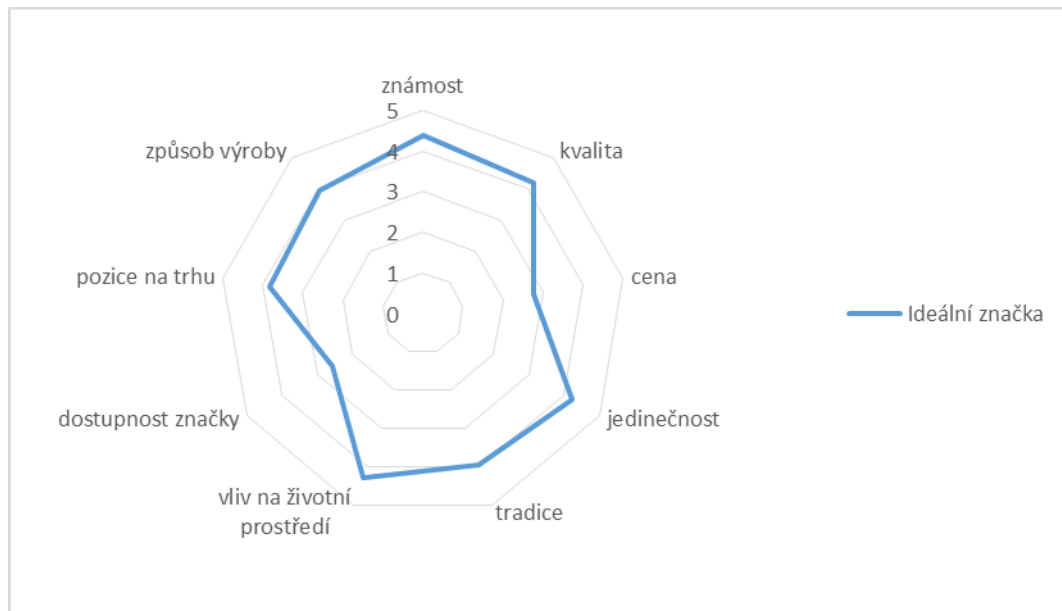 známost
5
způsob výroby
kvalita
4
3
2
pozice na trhu
cena
1
0
Ideální značka
dostupnost značky
jedinečnost
vliv na životní
prostředí
tradice